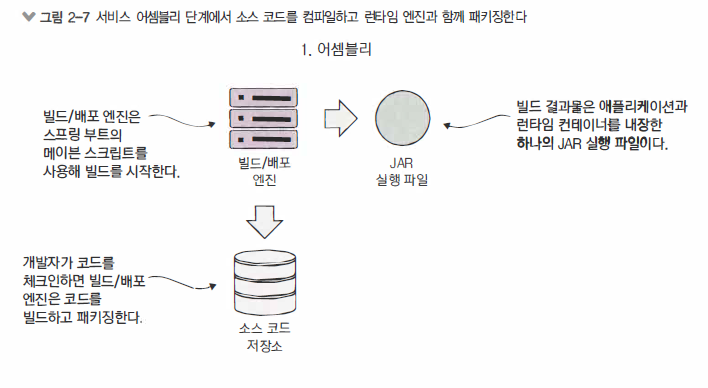 그림 2-7 서비스 어셈블리 단계에서 소스 코드를 컴파일하고 런타임 엔진과 함께 패키징한다
1. 어셈블리
빌드/배포 엔진은
스프링 부트의
메이븐 스크립트를
사용해 빌드를 시작한다.
빌드/배포
엔진
JAR
실행 파일
빌드 결과물은 애플리케이션과
런타임 컨테이너를 내장한
하나의 JAR 실행 파일이다.
개발자가 코드를
체크인하면 빌드/배포
엔진은 코드를
빌드하고 패키징한다.
소스 코드
저장소